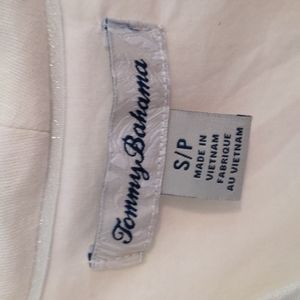 Tommy Bahama
S/P
MADE IN
VIETNAM
FABRIQUE
AU VIETNAM